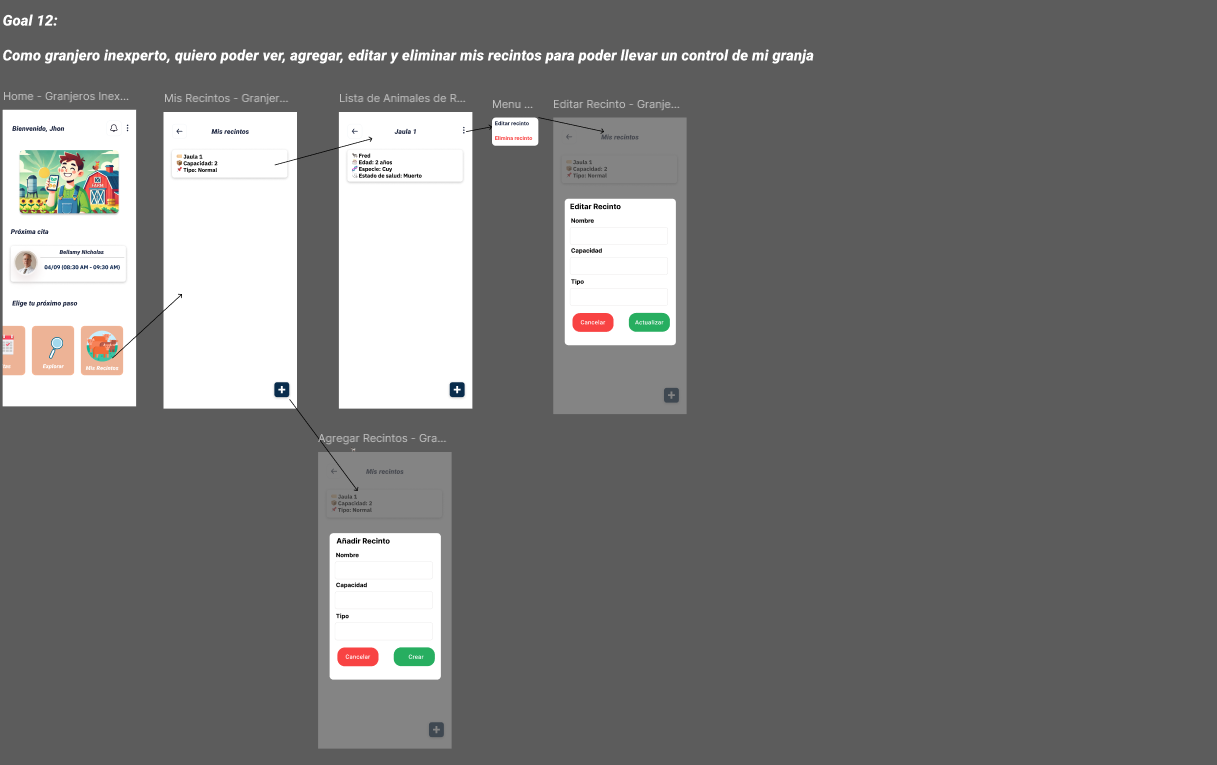 Goal 12:
Como granjero inexperto, quiero poder ver, agregar, editar y eliminar mis recintos para poder llevar un control de mi granja
Home - Granjeros Inex...
Bienvenido, Jhon
FARM
Próxima cita
Bellamy Nicholas
04/09 (08:30 AM - 09:30 AM)
Elige tu próximo paso
Explorar
Mis Recintos
Mis Recintos - Granjer...
Mis recintos
Jaula 1
Capacidad: 2
Tipo: Normal
Lista de Animales de R...
Jaula 1
Fred
Edad: 2 años
Especie: Cuy
Estado de salud: Muerto
Menu ...
Editar recinto
Elimina recinto
Editar Recinto - Granje...
Mis recintos
Jaula 1
Capacidad: 2
Tipo: Normal
Editar Recinto
Nombre
Capacidad
Tipo
Cancelar
Actualizar
Agregar Recintos - Gra...
Mis recintos
Jaula 1
Capacidad: 2
Tipo: Normal
Añadir Recinto
Nombre
Capacidad
Tipo
Cancelar
Crear